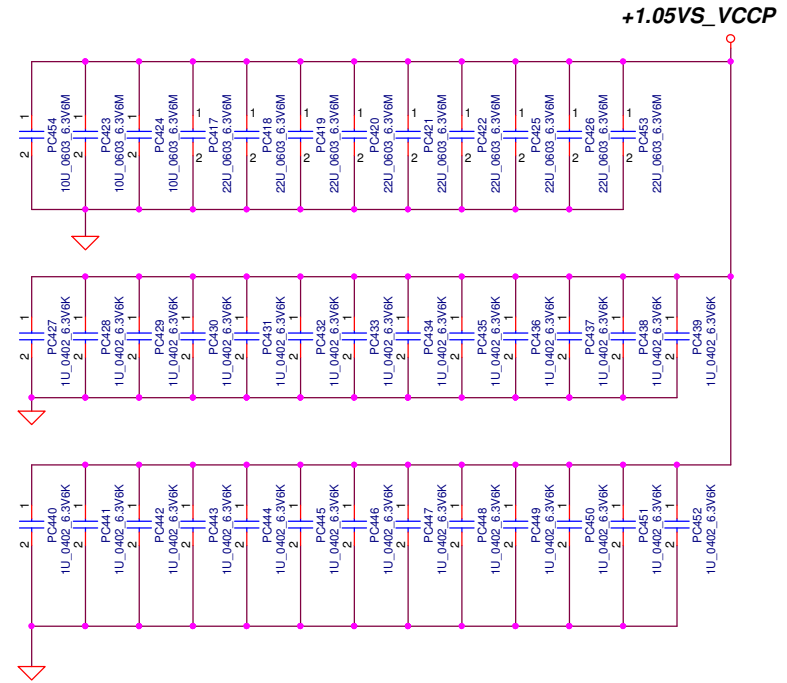 +1.05VS_VCCP
1
2
PC454
10U_0603_6.3V6M
1
2
PC423
10U_0603_6.3V6M
1
2
PC424
10U_0603_6.3V6M
1
2
PC417
22U_0603_6.3V6M
1
2
PC418
22U_0603_6.3V6M
1
2
PC419
22U_0603_6.3V6M
1
2
PC420
22U_0603_6.3V6M
1
2
PC421
22U_0603_6.3V6M
1
2
PC422
22U_0603_6.3V6M
1
2
PC425
22U_0603_6.3V6M
1
2
PC426
22U_0603_6.3V6M
1
2
PC453
22U_0603_6.3V6M
1
2
PC427
1U_0402_6.3V6K
1
2
PC428
1U_0402_6.3V6K
1
2
PC429
1U_0402_6.3V6K
1
2
PC430
1U_0402_6.3V6K
1
2
PC431
1U_0402_6.3V6K
1
2
PC432
1U_0402_6.3V6K
1
2
PC433
1U_0402_6.3V6K
1
2
PC434
1U_0402_6.3V6K
1
2
PC435
1U_0402_6.3V6K
1
2
PC436
1U_0402_6.3V6K
1
2
PC437
1U_0402_6.3V6K
1
2
PC438
1U_0402_6.3V6K
1
2
PC439
1U_0402_6.3V6K
1
2
PC440
1U_0402_6.3V6K
1
2
PC441
1U_0402_6.3V6K
1
2
PC442
1U_0402_6.3V6K
1
2
PC443
1U_0402_6.3V6K
1
2
PC444
1U_0402_6.3V6K
1
2
PC445
1U_0402_6.3V6K
1
2
PC446
1U_0402_6.3V6K
1
2
PC447
1U_0402_6.3V6K
1
2
PC448
1U_0402_6.3V6K
1
2
PC449
1U_0402_6.3V6K
1
2
PC450
1U_0402_6.3V6K
1
2
PC451
1U_0402_6.3V6K
1
2
PC452
1U_0402_6.3V6K